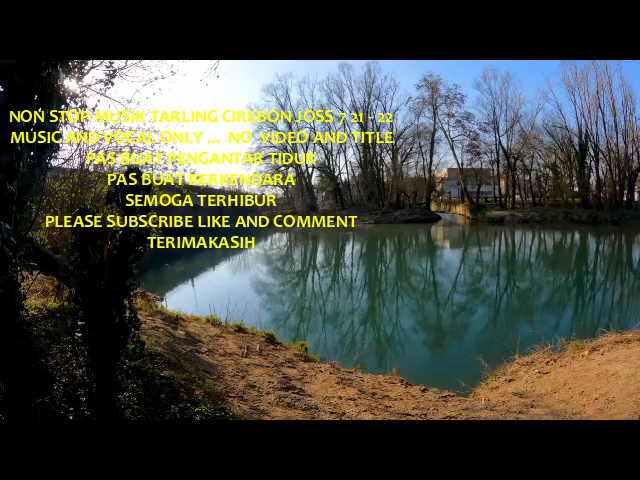 NON STOP MUSIK TARLING CIREBON JOSS 7 21 - 22
MUSIC AND VOCAL ONLY ... NO VIDEO AND TITLE
PAS BUAT PENGANTAR TIDUR
PAS BUAT BERKENDARA
SEMOGA TERHIBUR
PLEASE SUBSCRIBE LIKE AND COMMENT
TERIMAKASIH